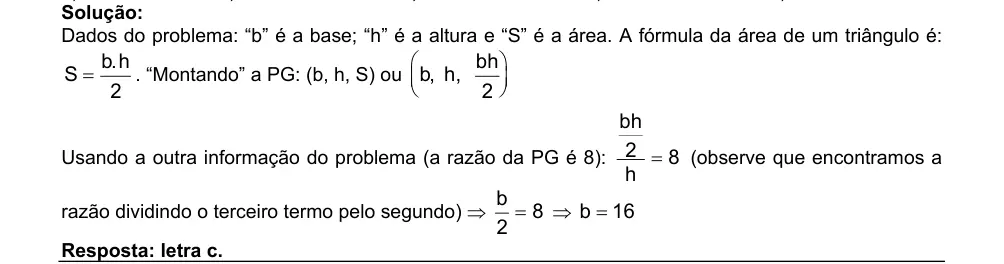 Solução:
Dados do problema: “b” é a base; “h” é a altura e “S” é a área. A fórmula da área de um triângulo é:
S = b.h/2 . “Montando” a PG: (b, h, S) ou (b, h, bh/2)
Usando a outra informação do problema (a razão da PG é 8): (bh/2)/h = 8 (observe que encontramos a
razão dividindo o terceiro termo pelo segundo) ⇒ b/2 = 8 ⇒ b = 16
Resposta: letra c.